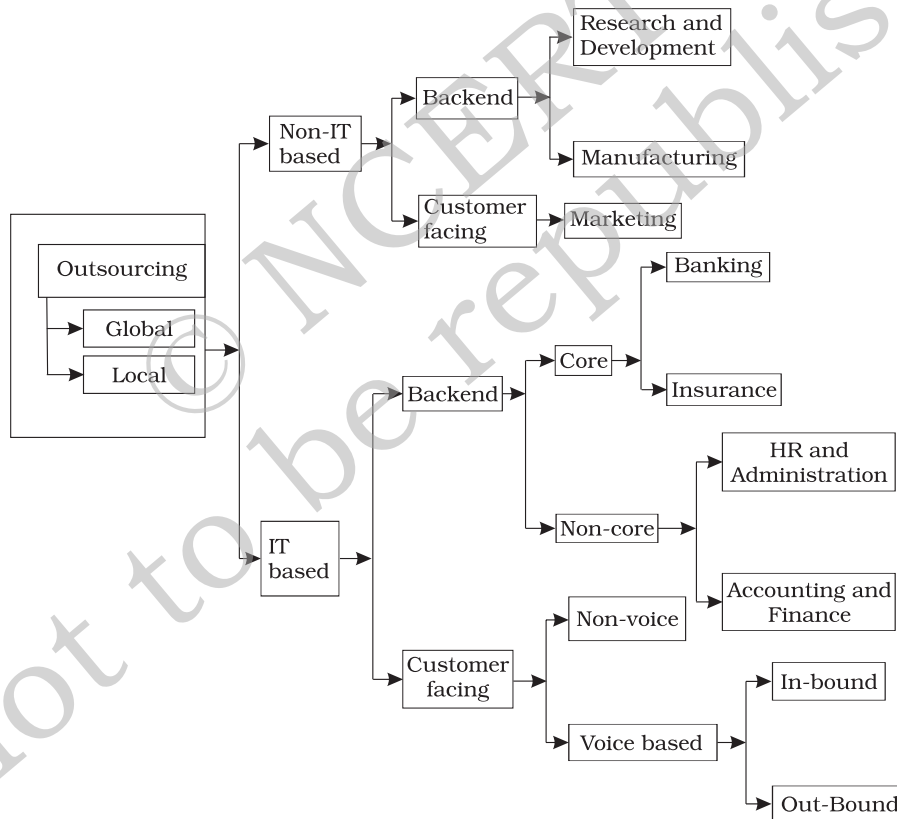 Research and
Development
Backend
Non-IT
based
Manufacturing
Customer
facing
Marketing
Outsourcing
Global
Local
Banking
Core
Backend
Insurance
HR and
Administration
Non-core
IT
based
Accounting and
Finance
Non-voice
Customer
facing
In-bound
Voice based
Out-Bound
© NCERT
not to be republis